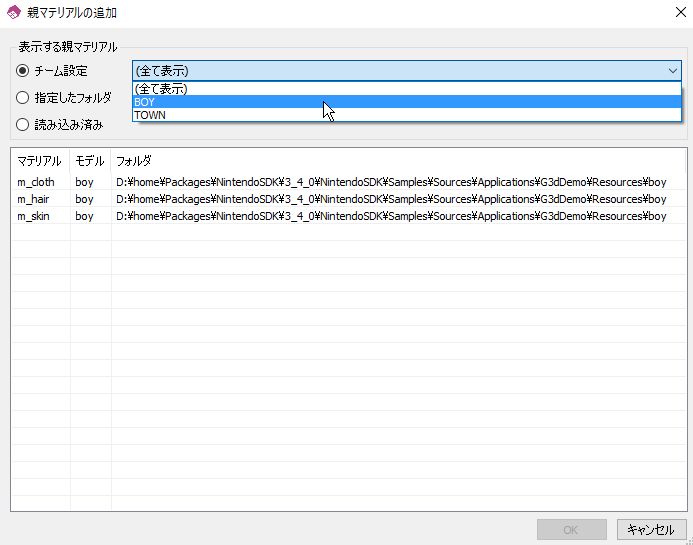 親マテリアルの追加
表示する親マテリアル
チーム設定
(全て表示)
(全て表示)
指定したフォルダ
BOY
TOWN
読み込み済み
マテリアル モデル フォルダ
m_cloth boy D:¥home¥Packages¥NintendoSDK¥3_4_0¥NintendoSDK¥Samples¥Sources¥Applications¥G3dDemo¥Resources¥boy
m_hair boy D:¥home¥Packages¥NintendoSDK¥3_4_0¥NintendoSDK¥Samples¥Sources¥Applications¥G3dDemo¥Resources¥boy
m_skin boy D:¥home¥Packages¥NintendoSDK¥3_4_0¥NintendoSDK¥Samples¥Sources¥Applications¥G3dDemo¥Resources¥boy
OK キャンセル